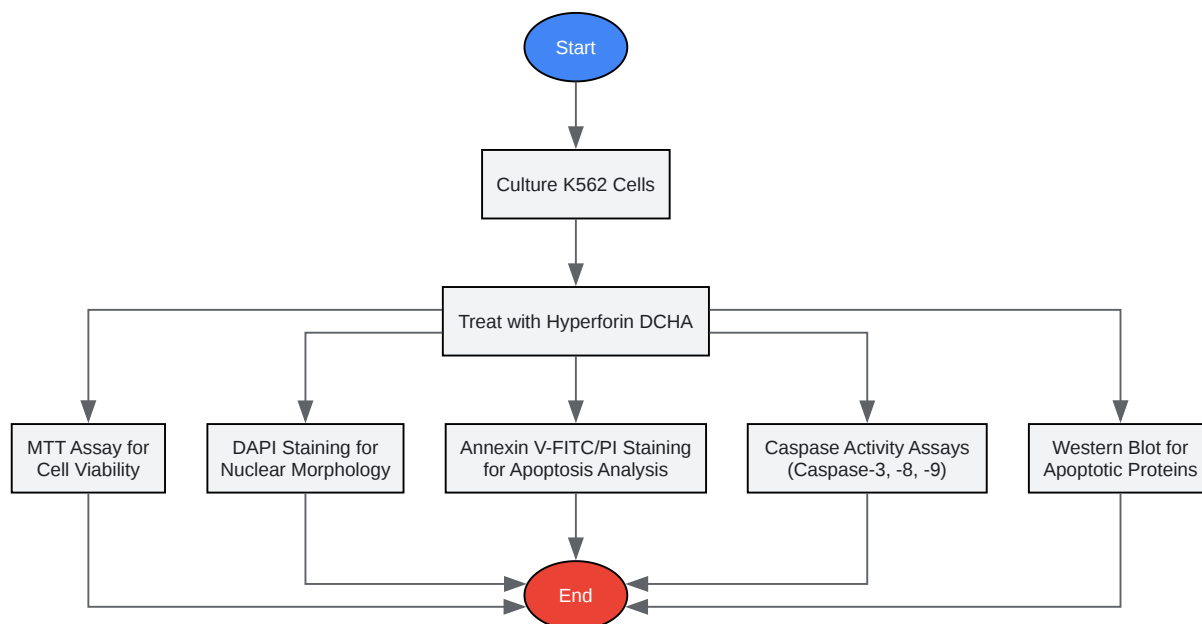 Start
Culture K562 Cells
Treat with Hyperforin DCHA
MTT Assay for
Cell Viability
DAPI Staining for
Nuclear Morphology
Annexin V-FITC/PI Staining
for Apoptosis Analysis
Caspase Activity Assays
(Caspase-3, -8, -9)
Western Blot for
Apoptotic Proteins
End